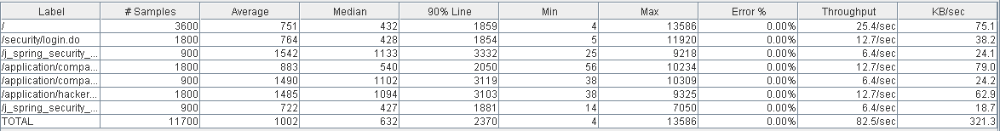 Label # Samples Average Median 90% Line Min Max Error % Throughput KB/sec
/ 3600 751 432 1859 4 13586 0.00% 25.4/sec 75.1
/security/login.do 1800 764 428 1854 5 11920 0.00% 12.7/sec 38.2
/j_spring_security_... 900 1542 1133 3332 25 9218 0.00% 6.4/sec 24.1
/application/compa... 1800 883 540 2050 56 10234 0.00% 12.7/sec 79.0
/application/compa... 900 1490 1102 3119 38 10309 0.00% 6.4/sec 24.2
/application/hacker... 1800 1485 1094 3103 38 9325 0.00% 12.7/sec 62.9
/j_spring_security_... 900 722 427 1881 14 7050 0.00% 6.4/sec 18.7
TOTAL 11700 1002 632 2370 4 13586 0.00% 82.5/sec 321.3